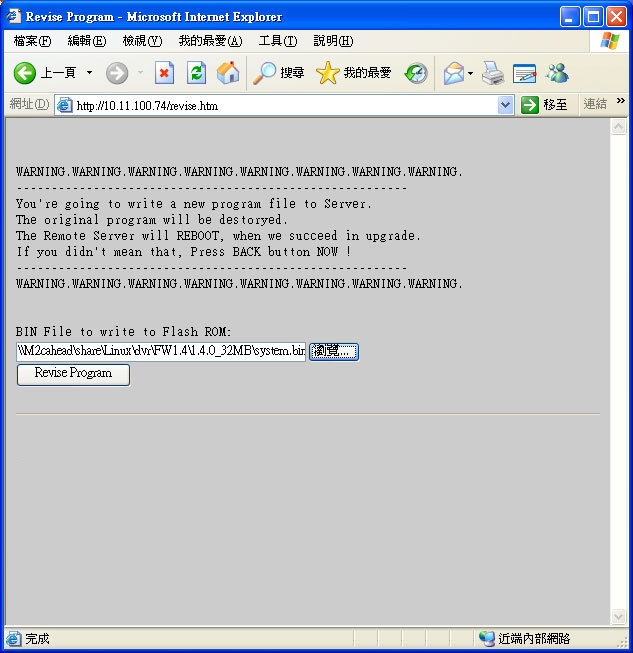 Revise Program - Microsoft Internet Explorer
檔案(F) 編輯(E) 檢視(V) 我的最愛(A) 工具(T) 說明(H)
上一頁 搜尋 我的最愛
網址(D) http://10.11.100.74/revise.htm 移至 連結 »
WARNING.WARNING.WARNING.WARNING.WARNING.WARNING.WARNING.WARNING.
--------------------------------------------------------
You're going to write a new program file to Server.
The original program will be destoryed.
The Remote Server will REBOOT, when we succeed in upgrade.
If you didn't mean that, Press BACK button NOW !
--------------------------------------------------------
WARNING.WARNING.WARNING.WARNING.WARNING.WARNING.WARNING.WARNING.
BIN File to write to Flash ROM:
\\M2cahead\share\Linux\dvr\FW1.4\1.4.0_32MB\system.bin 瀏覽...
Revise Program
完成 近端內部網路